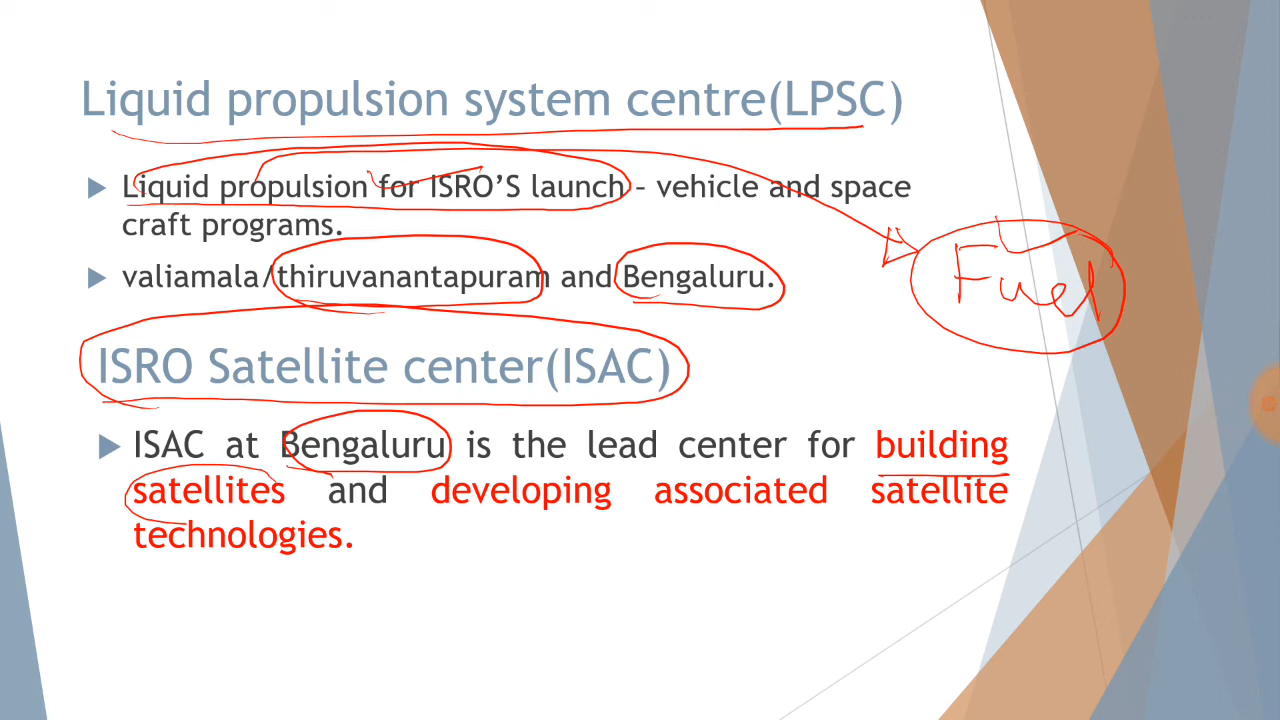 Liquid propulsion system centre(LPSC)
Liquid propulsion for ISRO'S launch – vehicle and space
craft programs.
valiamala/thiruvanantapuram and Bengaluru.
Fuel
ISRO Satellite center(ISAC)
ISAC at Bengaluru is the lead center for building
satellites and developing associated satellite
technologies.